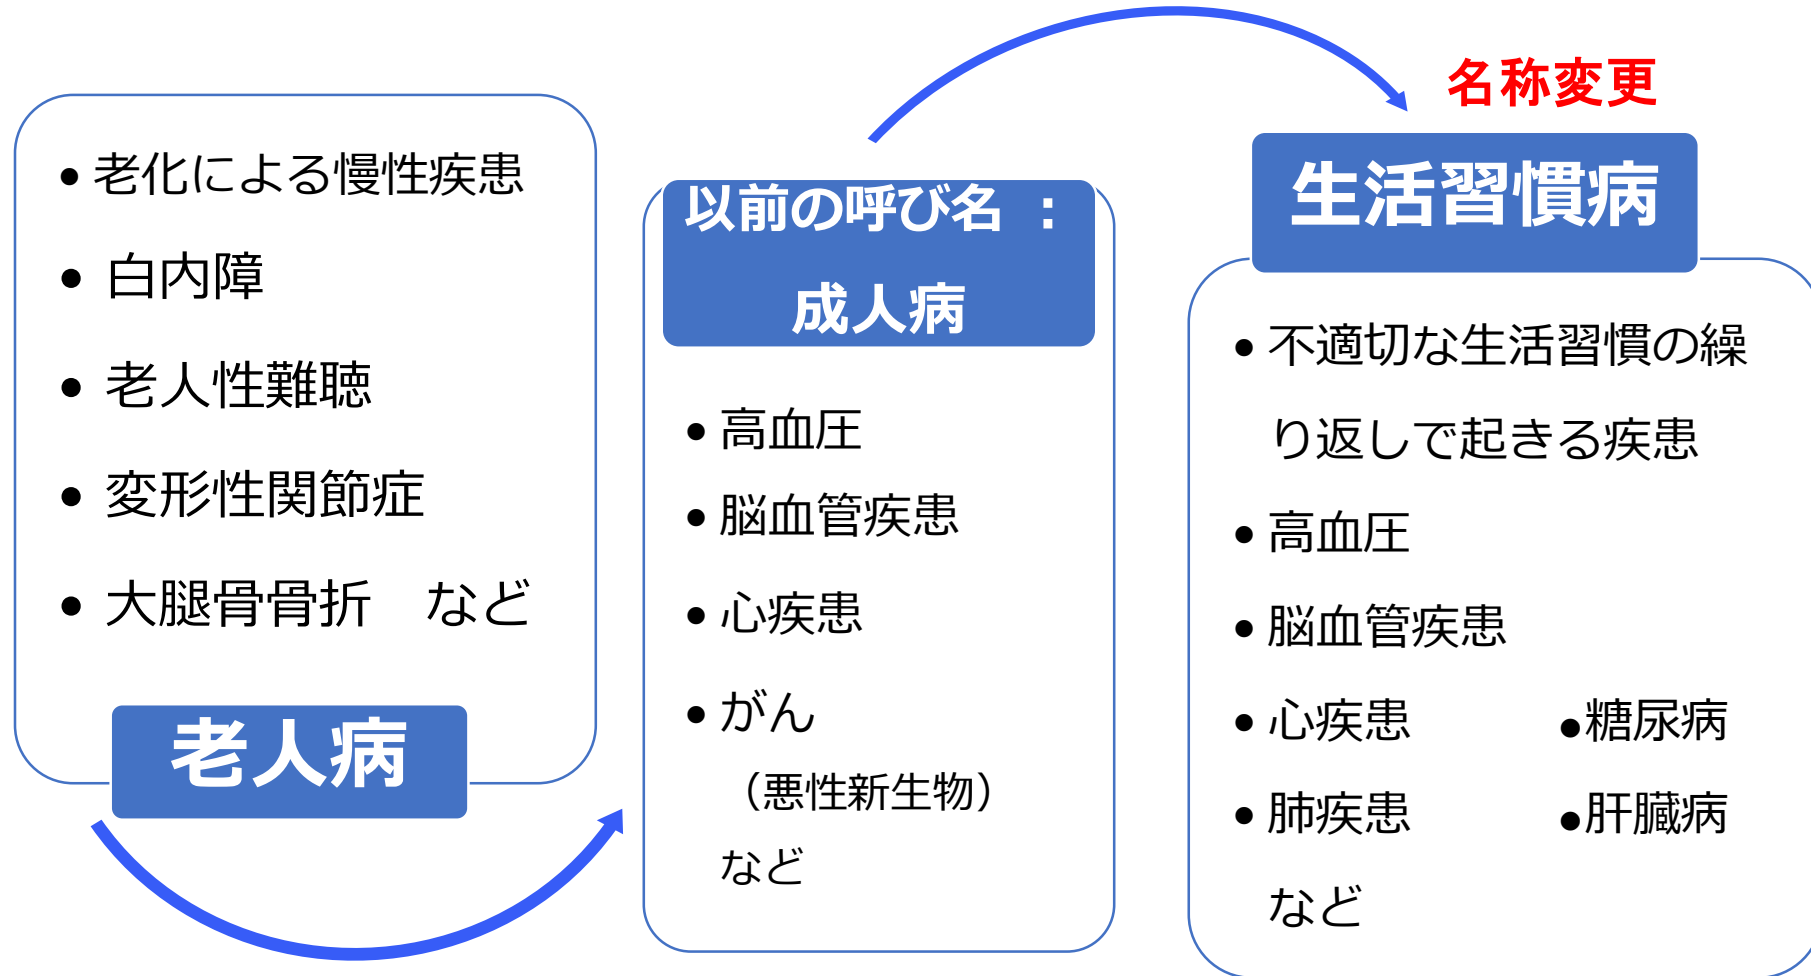 • 老化による慢性疾患
• 白内障
• 老人性難聴
• 変形性関節症
• 大腿骨骨折　など
老人病
以前の呼び名 ：
成人病
• 高血圧
• 脳血管疾患
• 心疾患
• がん
（悪性新生物）
など
名称変更
生活習慣病
• 不適切な生活習慣の繰
り返しで起きる疾患
• 高血圧
• 脳血管疾患
• 心疾患　●糖尿病
• 肺疾患　●肝臓病
など